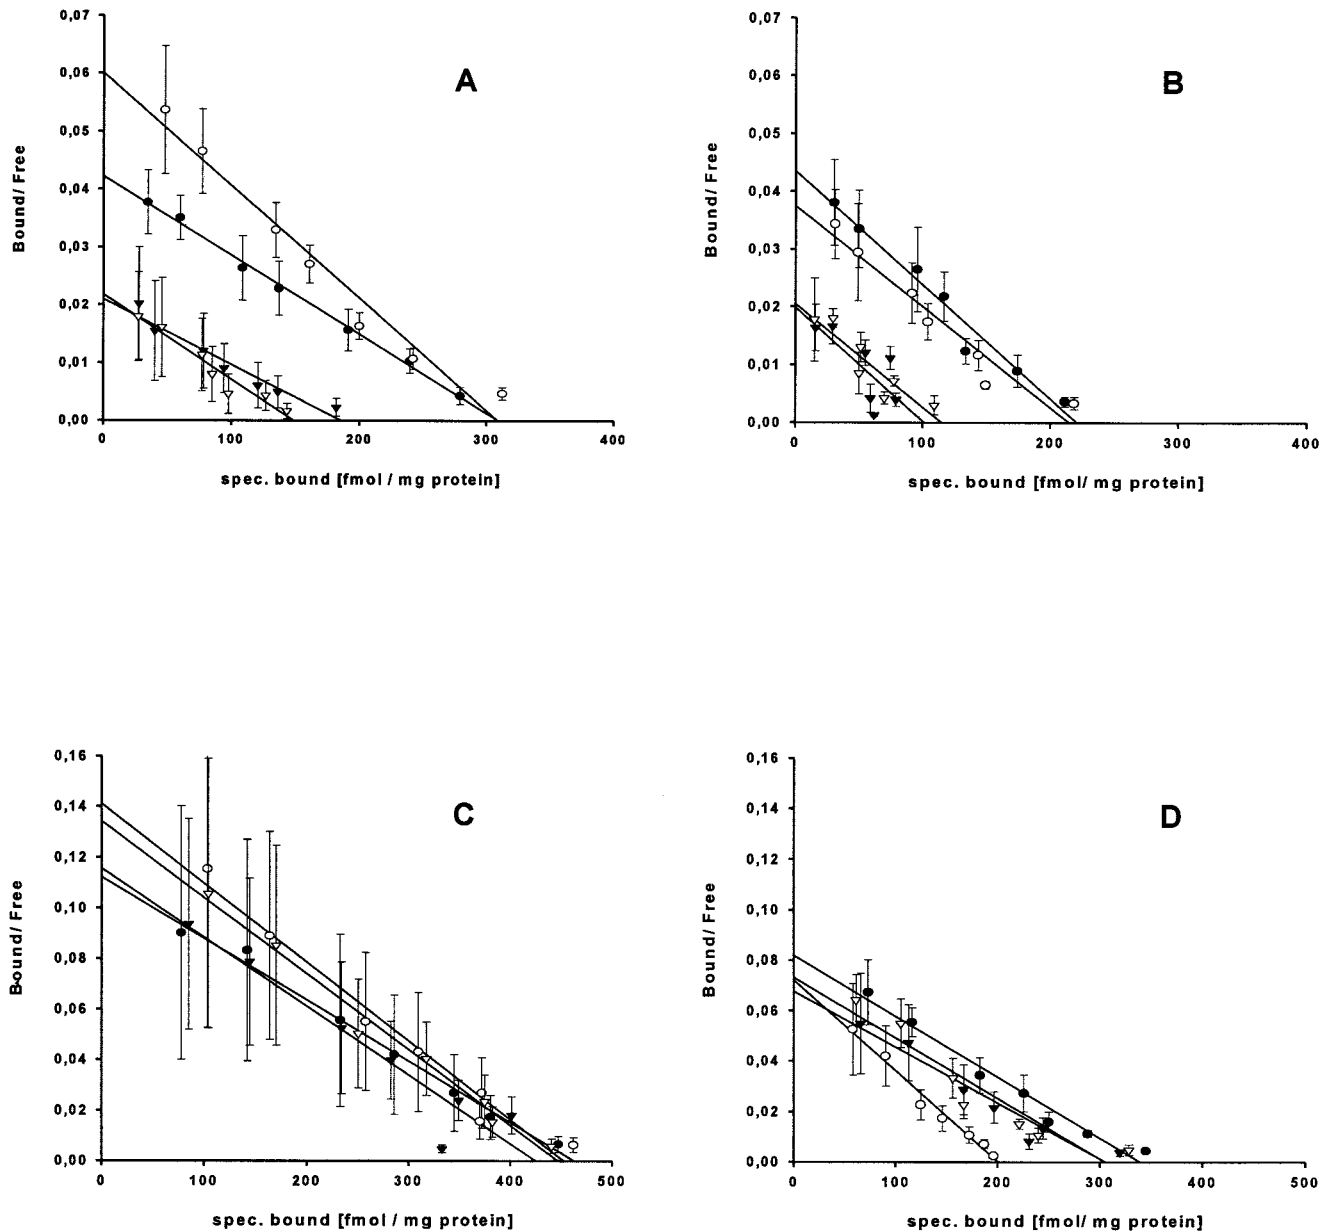 A
0,07
0,06
0,05
0,04
0,03
0,02
0,01
0,00
Bound/ Free
0 100 200 300 400
spec. bound [fmol / mg protein]
B
0,07
0,06
0,05
0,04
0,03
0,02
0,01
0,00
Bound/ Free
0 100 200 300 400
spec. bound [fmol/ mg protein]
C
0,16
0,14
0,12
0,10
0,08
0,06
0,04
0,02
0,00
Bound/ Free
0 100 200 300 400 500
spec. bound [fmol / mg protein]
D
0,16
0,14
0,12
0,10
0,08
0,06
0,04
0,02
0,00
Bound/ Free
0 100 200 300 400 500
spec. bound [fmol/ mg protein]